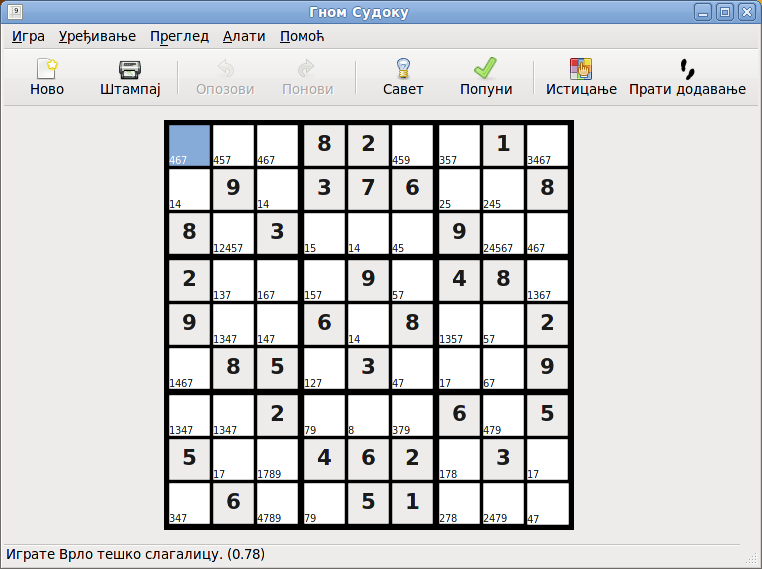 Гном Судоку
Игра Уређивање Преглед Алати Помоћ
Ново Штампај Опозови Понови Савет Попуни Истицање Прати додавање
8 2 1
467 457 467 459 357 3467
9 3 7 6 8
14 14 25 245
8 3 9
12457 15 14 45 24567 467
2 9 4 8
137 167 157 57 1367
9 6 8 2
1347 147 14 1357 57
8 5 3 9
1467 127 47 17 67
2 6 5
1347 1347 79 8 379 479
5 4 6 2 3
17 1789 178 17
6 5 1
347 4789 79 278 2479 47
Играте Врло тешко слагалицу. (0.78)